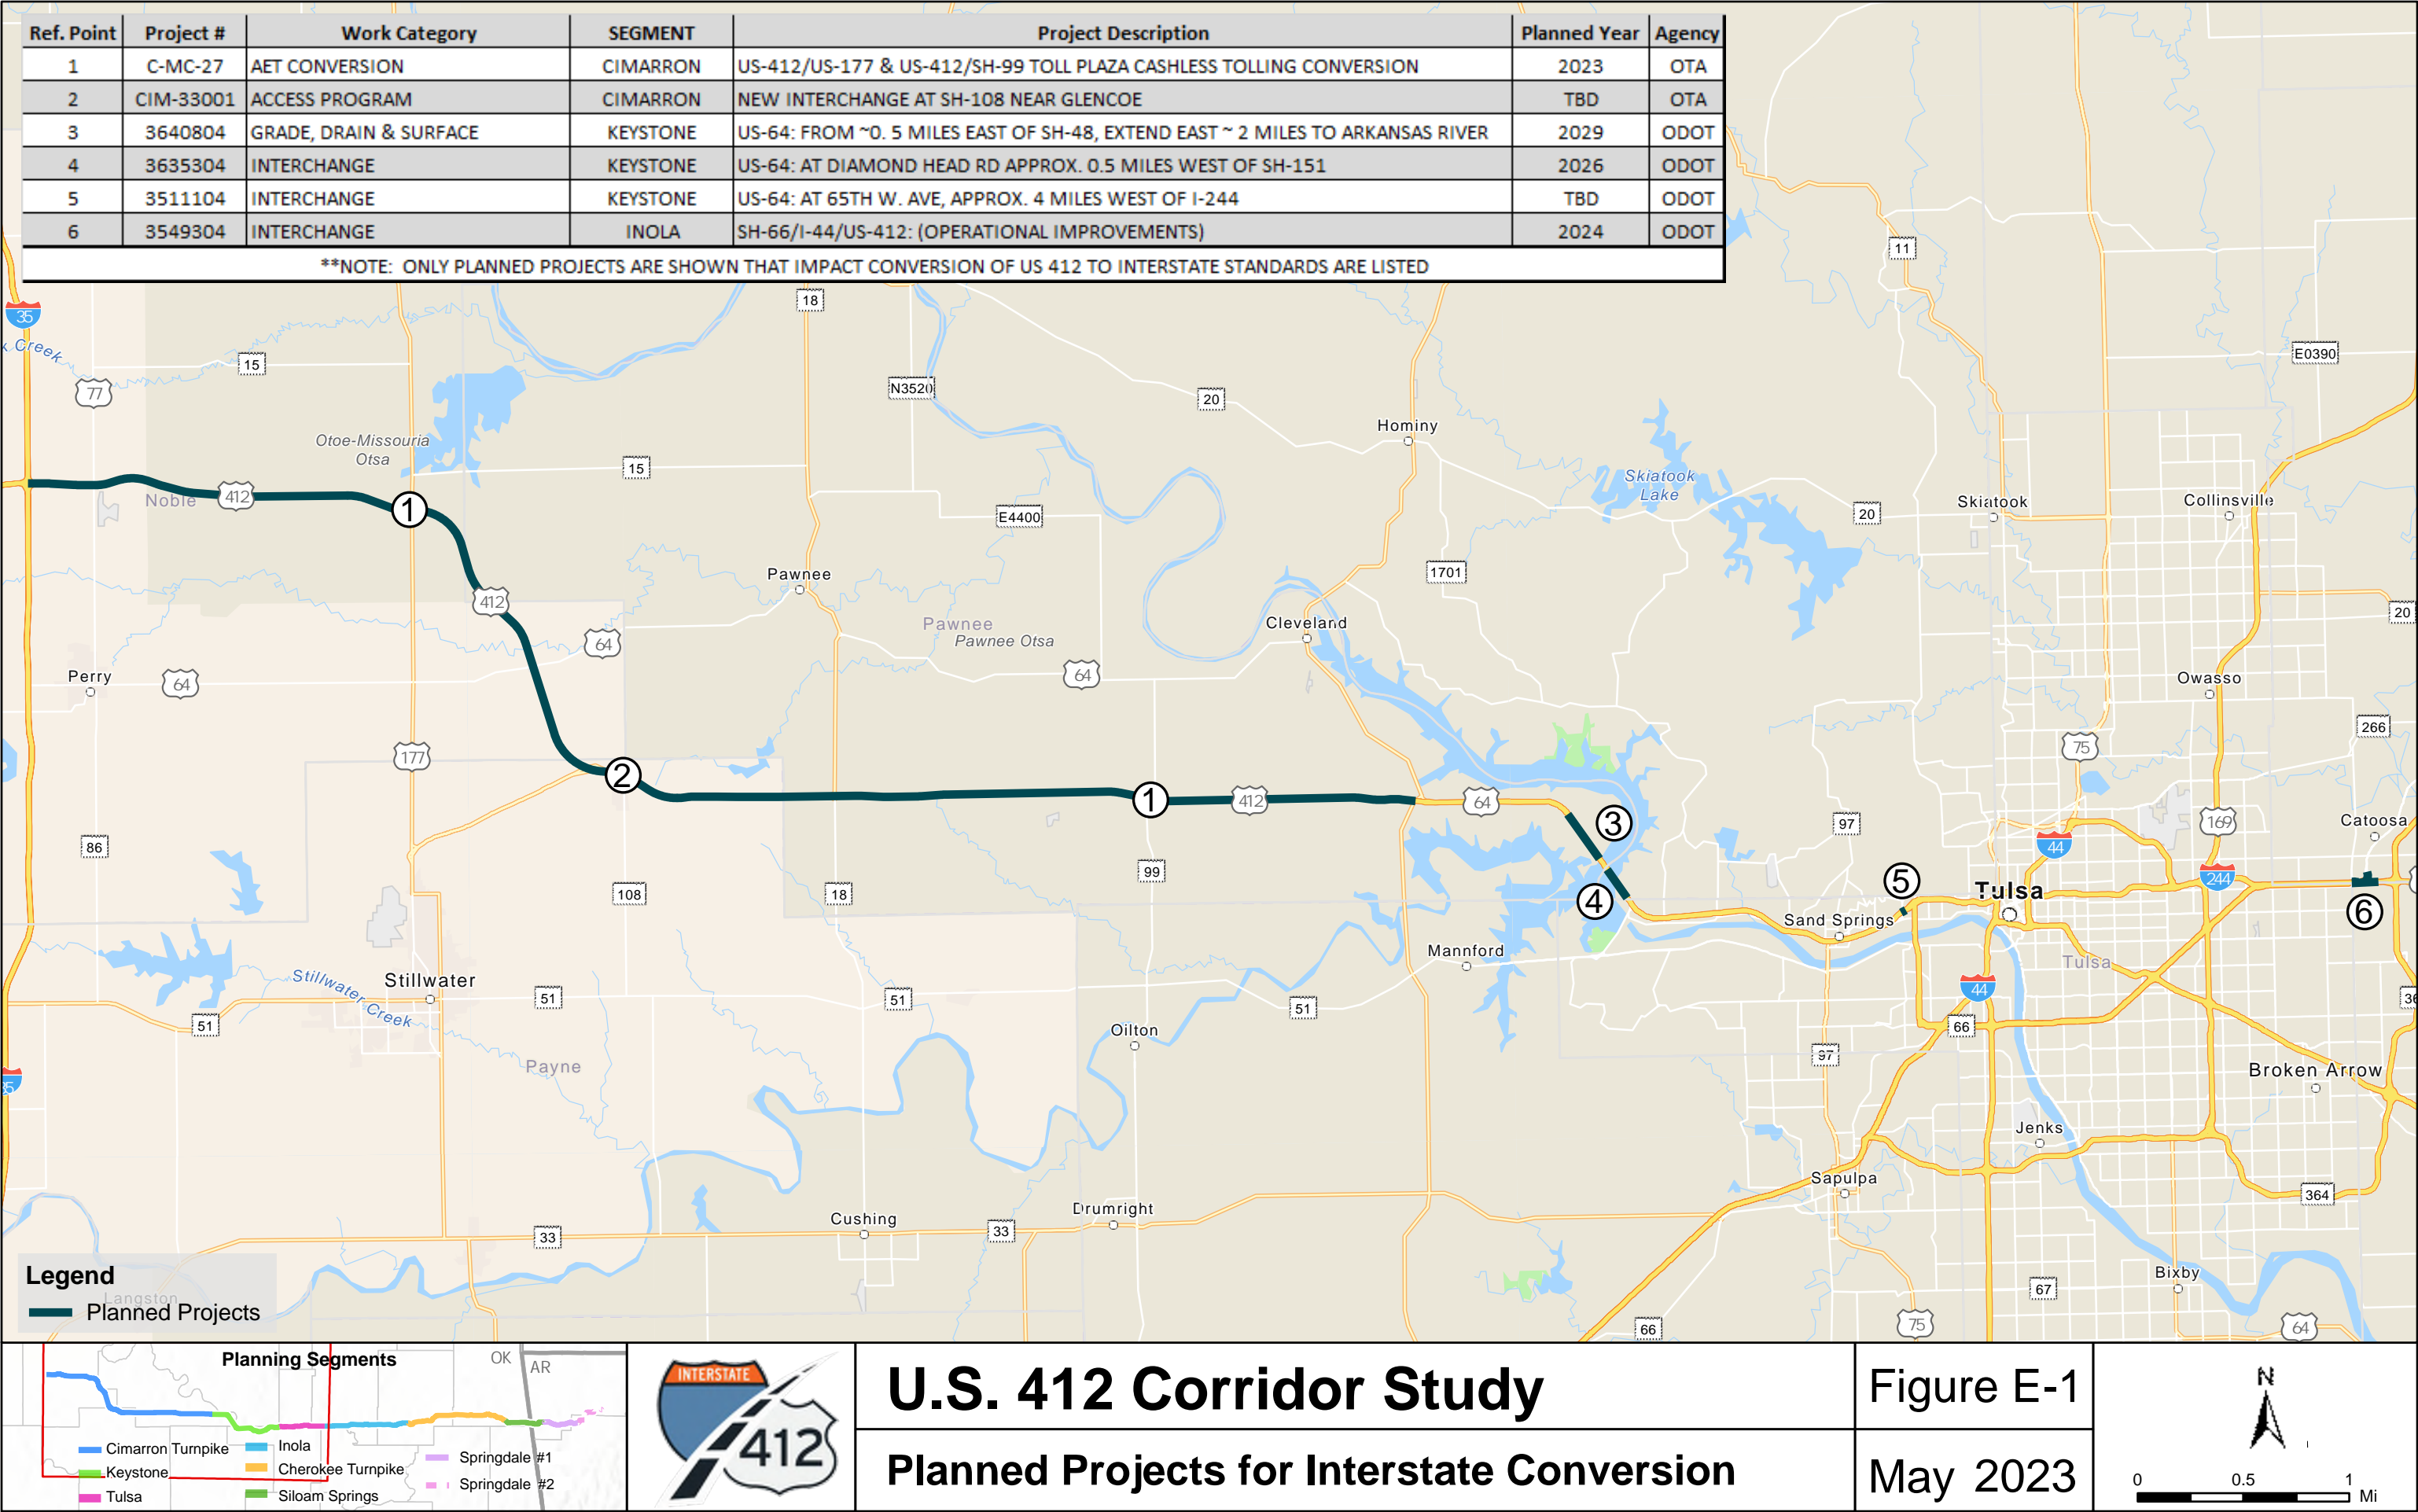 Ref. Point Project # Work Category SEGMENT Project Description Planned Year Agency
1 C-MC-27 AET CONVERSION CIMARRON US-412/US-177 & US-412/SH-99 TOLL PLAZA CASHLESS TOLLING CONVERSION 2023 OTA
2 CIM-33001 ACCESS PROGRAM CIMARRON NEW INTERCHANGE AT SH-108 NEAR GLENCOE TBD OTA
3 3640804 GRADE, DRAIN & SURFACE KEYSTONE US-64: FROM ~0. 5 MILES EAST OF SH-48, EXTEND EAST ~ 2 MILES TO ARKANSAS RIVER 2029 ODOT
4 3635304 INTERCHANGE KEYSTONE US-64: AT DIAMOND HEAD RD APPROX. 0.5 MILES WEST OF SH-151 2026 ODOT
5 3511104 INTERCHANGE KEYSTONE US-64: AT 65TH W. AVE, APPROX. 4 MILES WEST OF I-244 TBD ODOT
6 3549304 INTERCHANGE INOLA SH-66/I-44/US-412: (OPERATIONAL IMPROVEMENTS) 2024 ODOT
**NOTE: ONLY PLANNED PROJECTS ARE SHOWN THAT IMPACT CONVERSION OF US 412 TO INTERSTATE STANDARDS ARE LISTED
11
18
35
Creek
15
77
N3520
20
E0390
Hominy
Otoe-Missouria
Otsa
15
Skiatook
Lake
Noble
412
1
E4400
20
Skiatook
Collinsville
412
Pawnee
1701
20
64
Pawnee
Pawnee Otsa
Cleveland
Perry
64
64
Owasso
177
2
75
266
1
412
64
3
97
44
169
Catoosa
86
108
18
99
4
5
Tulsa
244
6
Sand Springs
Mannford
Tulsa
Stillwater
Stillwater Creek
51
51
51
51
44
36
Oilton
66
97
35
Payne
Broken Arrow
Jenks
Sapulpa
364
Cushing
Drumright
33
33
Bixby
67
66
75
64
Legend
Langston
Planned Projects
Planning Segments
OK
AR
Cimarron Turnpike
Keystone
Tulsa
Inola
Cherokee Turnpike
Siloam Springs
Springdale #1
Springdale #2
INTERSTATE
412
U.S. 412 Corridor Study
Planned Projects for Interstate Conversion
Figure E-1
May 2023
N
0 0.5 1
Mi